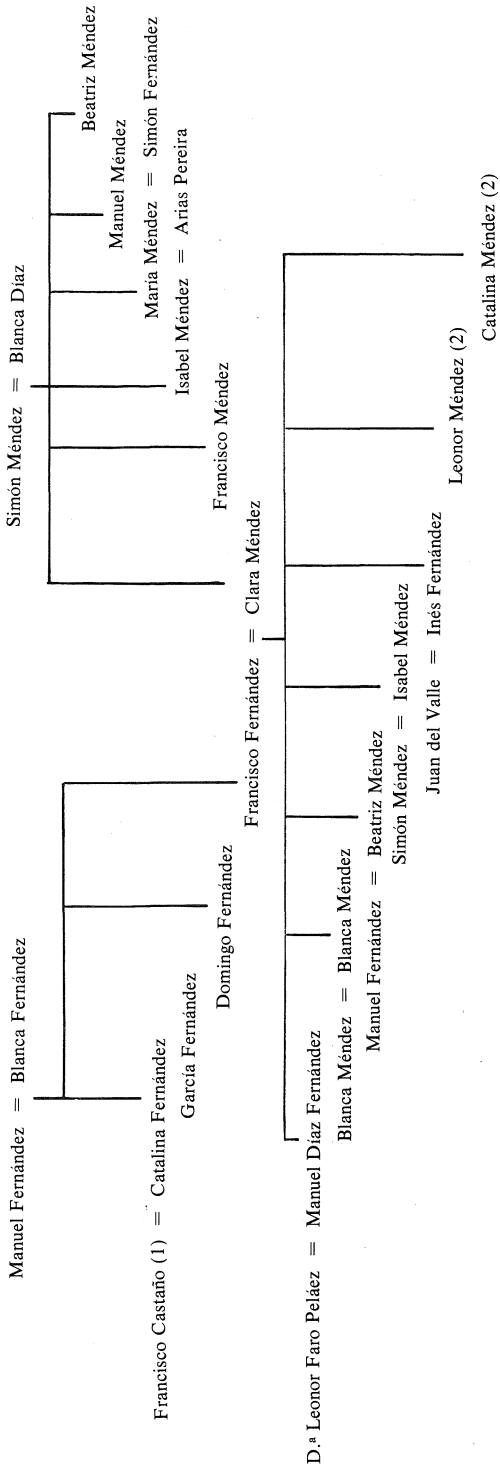 Manuel Fernández = Blanca Fernández
Simón Méndez = Blanca Díaz
Francisco Castaño (1) = Catalina Fernández
García Fernández
Domingo Fernández
Francisco Fernández = Clara Méndez
Francisco Méndez
Isabel Méndez = Arias Pereira
María Méndez = Simón Fernández
Manuel Méndez
Beatriz Méndez
D.ª Leonor Faro Peláez = Manuel Díaz Fernández
Blanca Méndez = Blanca Méndez
Manuel Fernández = Beatriz Méndez
Simón Méndez = Isabel Méndez
Juan del Valle = Inés Fernández
Leonor Méndez (2)
Catalina Méndez (2)